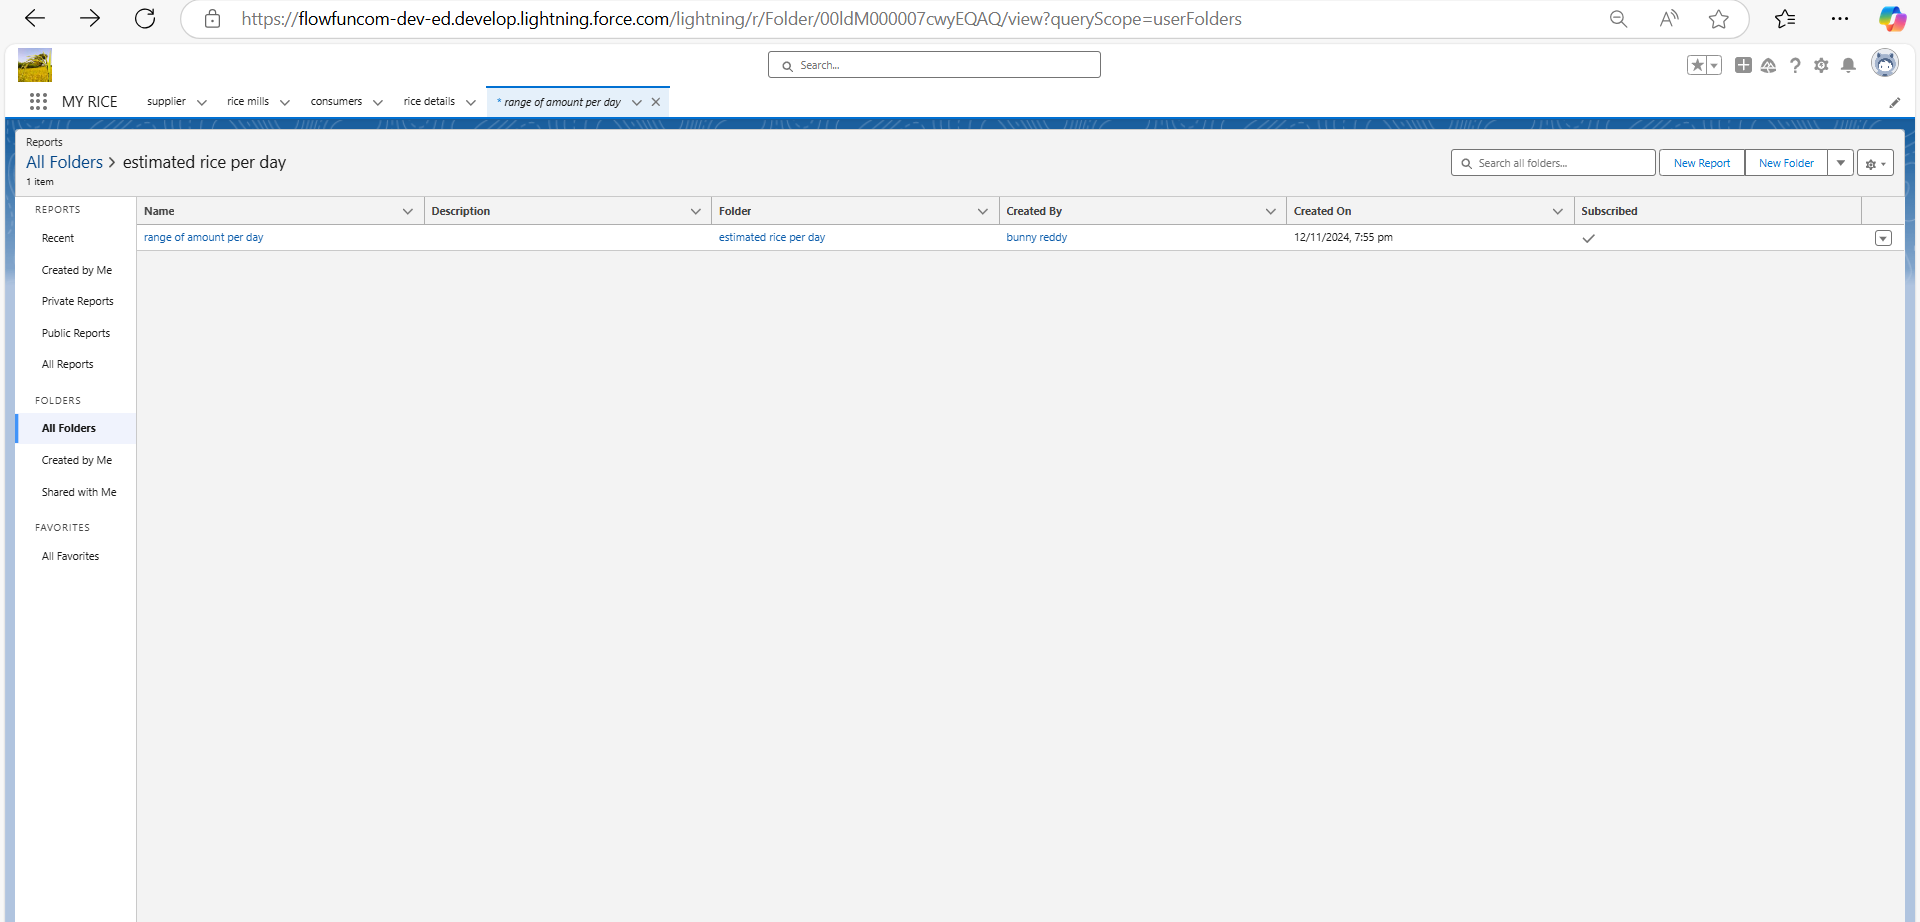 https://flowfuncom-dev-ed.develop.lightning.force.com/lightning/r/Folder/00ldM000007cwyEQAQ/view?queryScope=userFolders
Search...
MY RICE supplier rice mills consumers rice details * range of amount per day
Reports
All Folders > estimated rice per day
1 item
Search all folders... New Report New Folder
REPORTS
Recent
Created by Me
Private Reports
Public Reports
All Reports
FOLDERS
All Folders
Created by Me
Shared with Me
FAVORITES
All Favorites
Name Description Folder Created By Created On Subscribed
range of amount per day estimated rice per day bunny reddy 12/11/2024, 7:55 pm